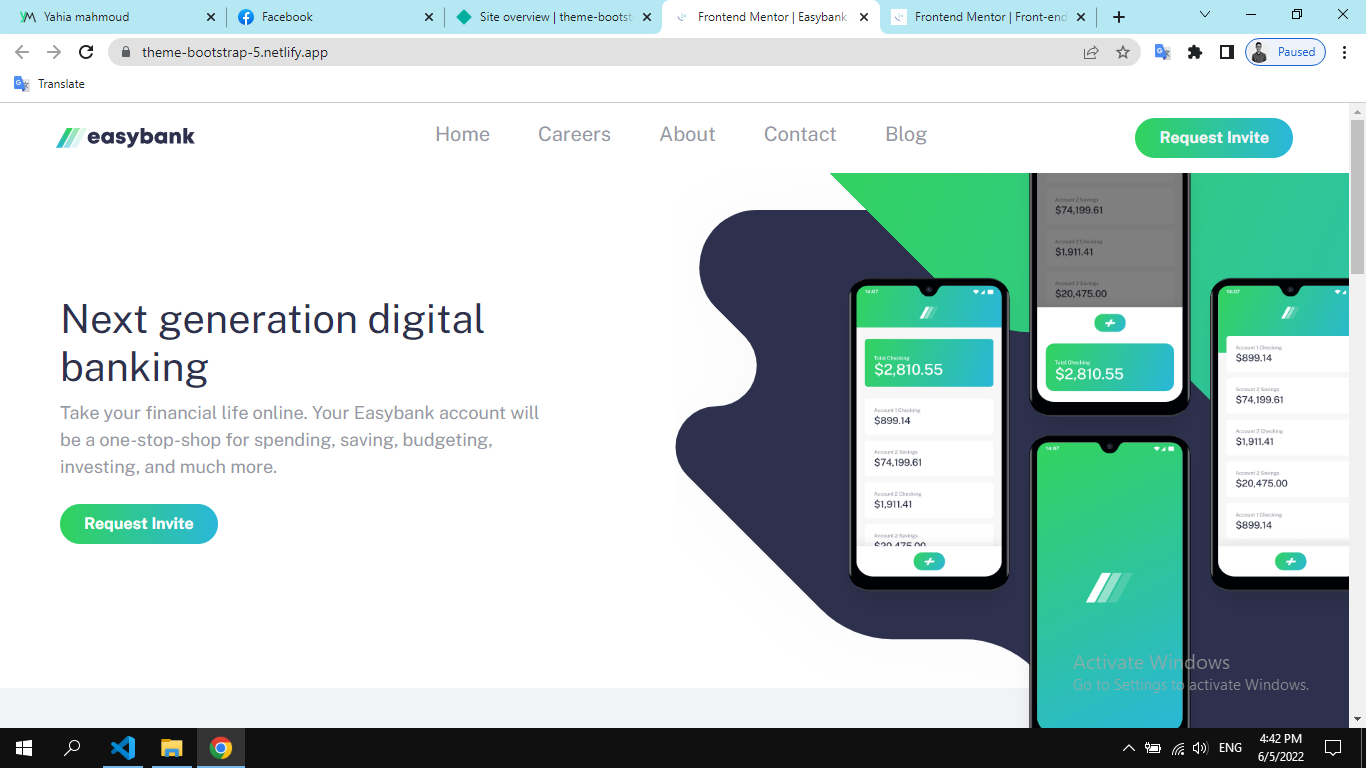 Yahia mahmoud
Facebook
Site overview | theme-bootst
Frontend Mentor | Easybank
Frontend Mentor | Front-end
theme-bootstrap-5.netlify.app
Paused
Translate
easybank
Home
Careers
About
Contact
Blog
Request Invite
Next generation digital
banking
Take your financial life online. Your Easybank account will
be a one-stop-shop for spending, saving, budgeting,
investing, and much more.
Request Invite
14:07
Total Checking
$2,810.55
Account 1 Checking
$899.14
Account 2 Savings
$74,199.61
Account 2 Checking
$1,911.41
Account 2 Savings
$20,475.00
Account 2 Savings
$74,199.61
Account 2 Checking
$1,911.41
Account 2 Savings
$20,475.00
Total Checking
$2,810.55
14:07
14:07
Account 1 Checking
$899.14
Account 2 Savings
$74,199.61
Account 2 Checking
$1,911.41
Account 2 Savings
$20,475.00
Account 1 Checking
$899.14
Activate Windows
Go to Settings to activate Windows.
ENG
4:42 PM
6/5/2022